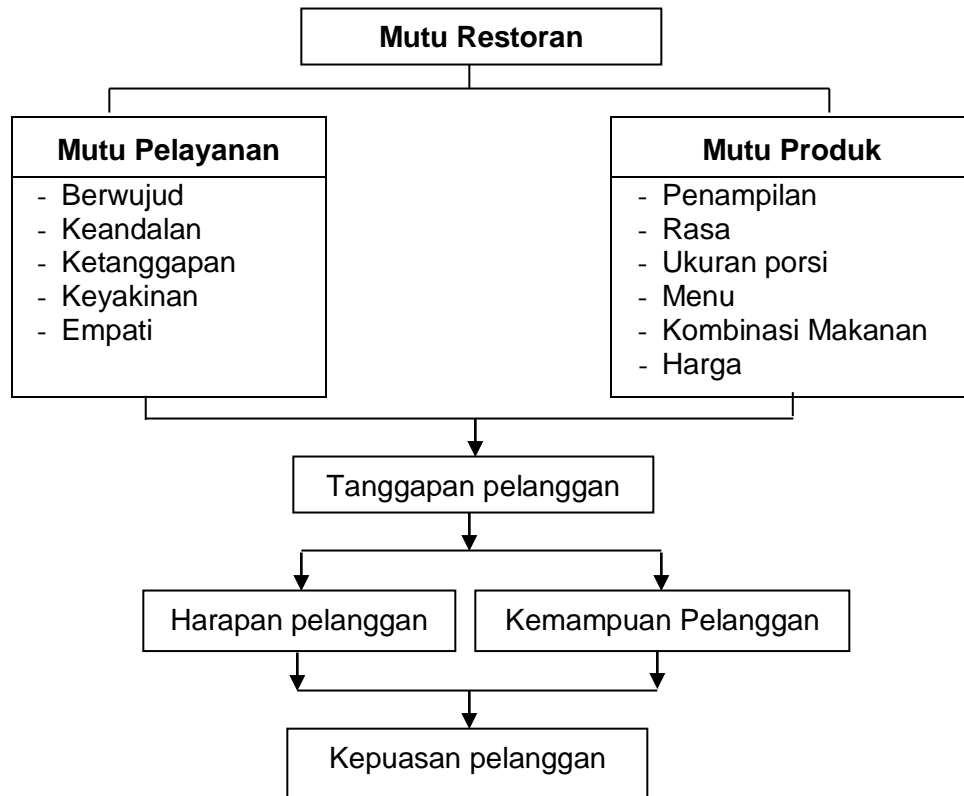 Mutu Restoran
Mutu Pelayanan
- Berwujud
- Keandalan
- Ketanggapan
- Keyakinan
- Empati
Mutu Produk
- Penampilan
- Rasa
- Ukuran porsi
- Menu
- Kombinasi Makanan
- Harga
Tanggapan pelanggan
Harapan pelanggan
Kemampuan Pelanggan
Kepuasan pelanggan